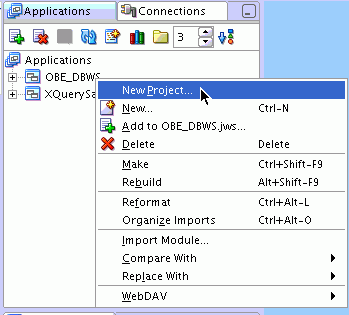 Applications
Connections
3
Applications
OBE_DBWS
XQuerySa
New Project...
New... Ctrl-N
Add to OBE_DBWS.jws...
Delete Delete
Make Ctrl+Shift-F9
Rebuild Alt+Shift-F9
Reformat Ctrl+Alt-L
Organize Imports Ctrl+Alt-O
Import Module...
Compare With
Replace With
WebDAV